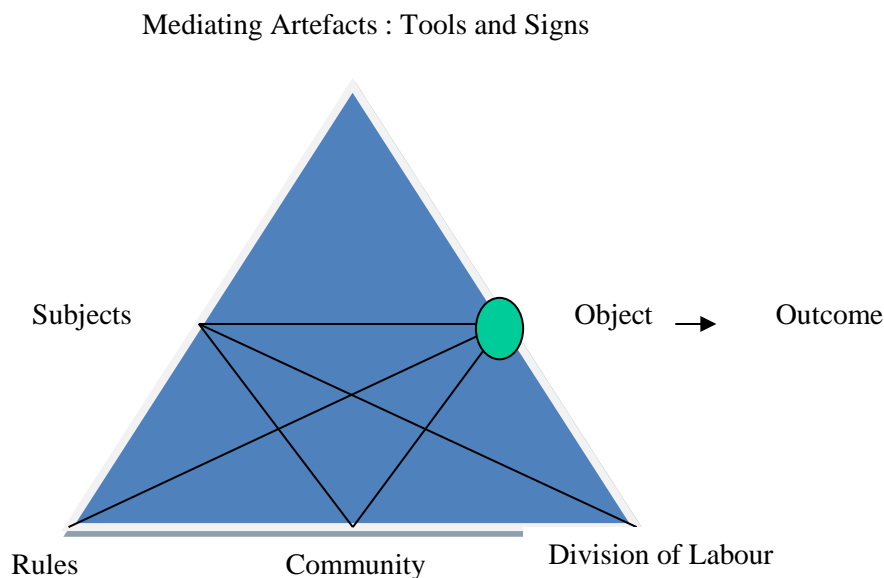 Mediating Artefacts : Tools and Signs
Subjects
Object
Outcome
Rules
Community
Division of Labour